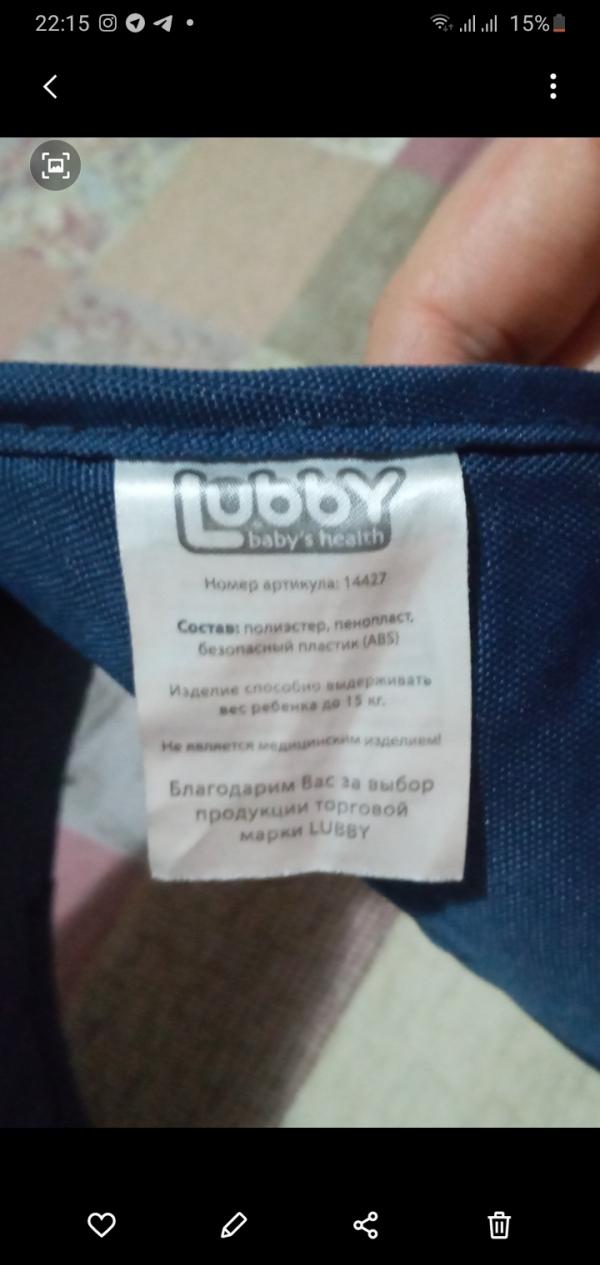 22:15
15%
LUBBY
baby's health
Номер артикула: 14427
Состав: полиэстер, пенопласт,
безопасный пластик (ABS)
Изделие способно выдерживать
вес ребенка до 15 кг.
Не является медицинским изделием!
Благодарим Вас за выбор
продукции торговой
марки LUBBY